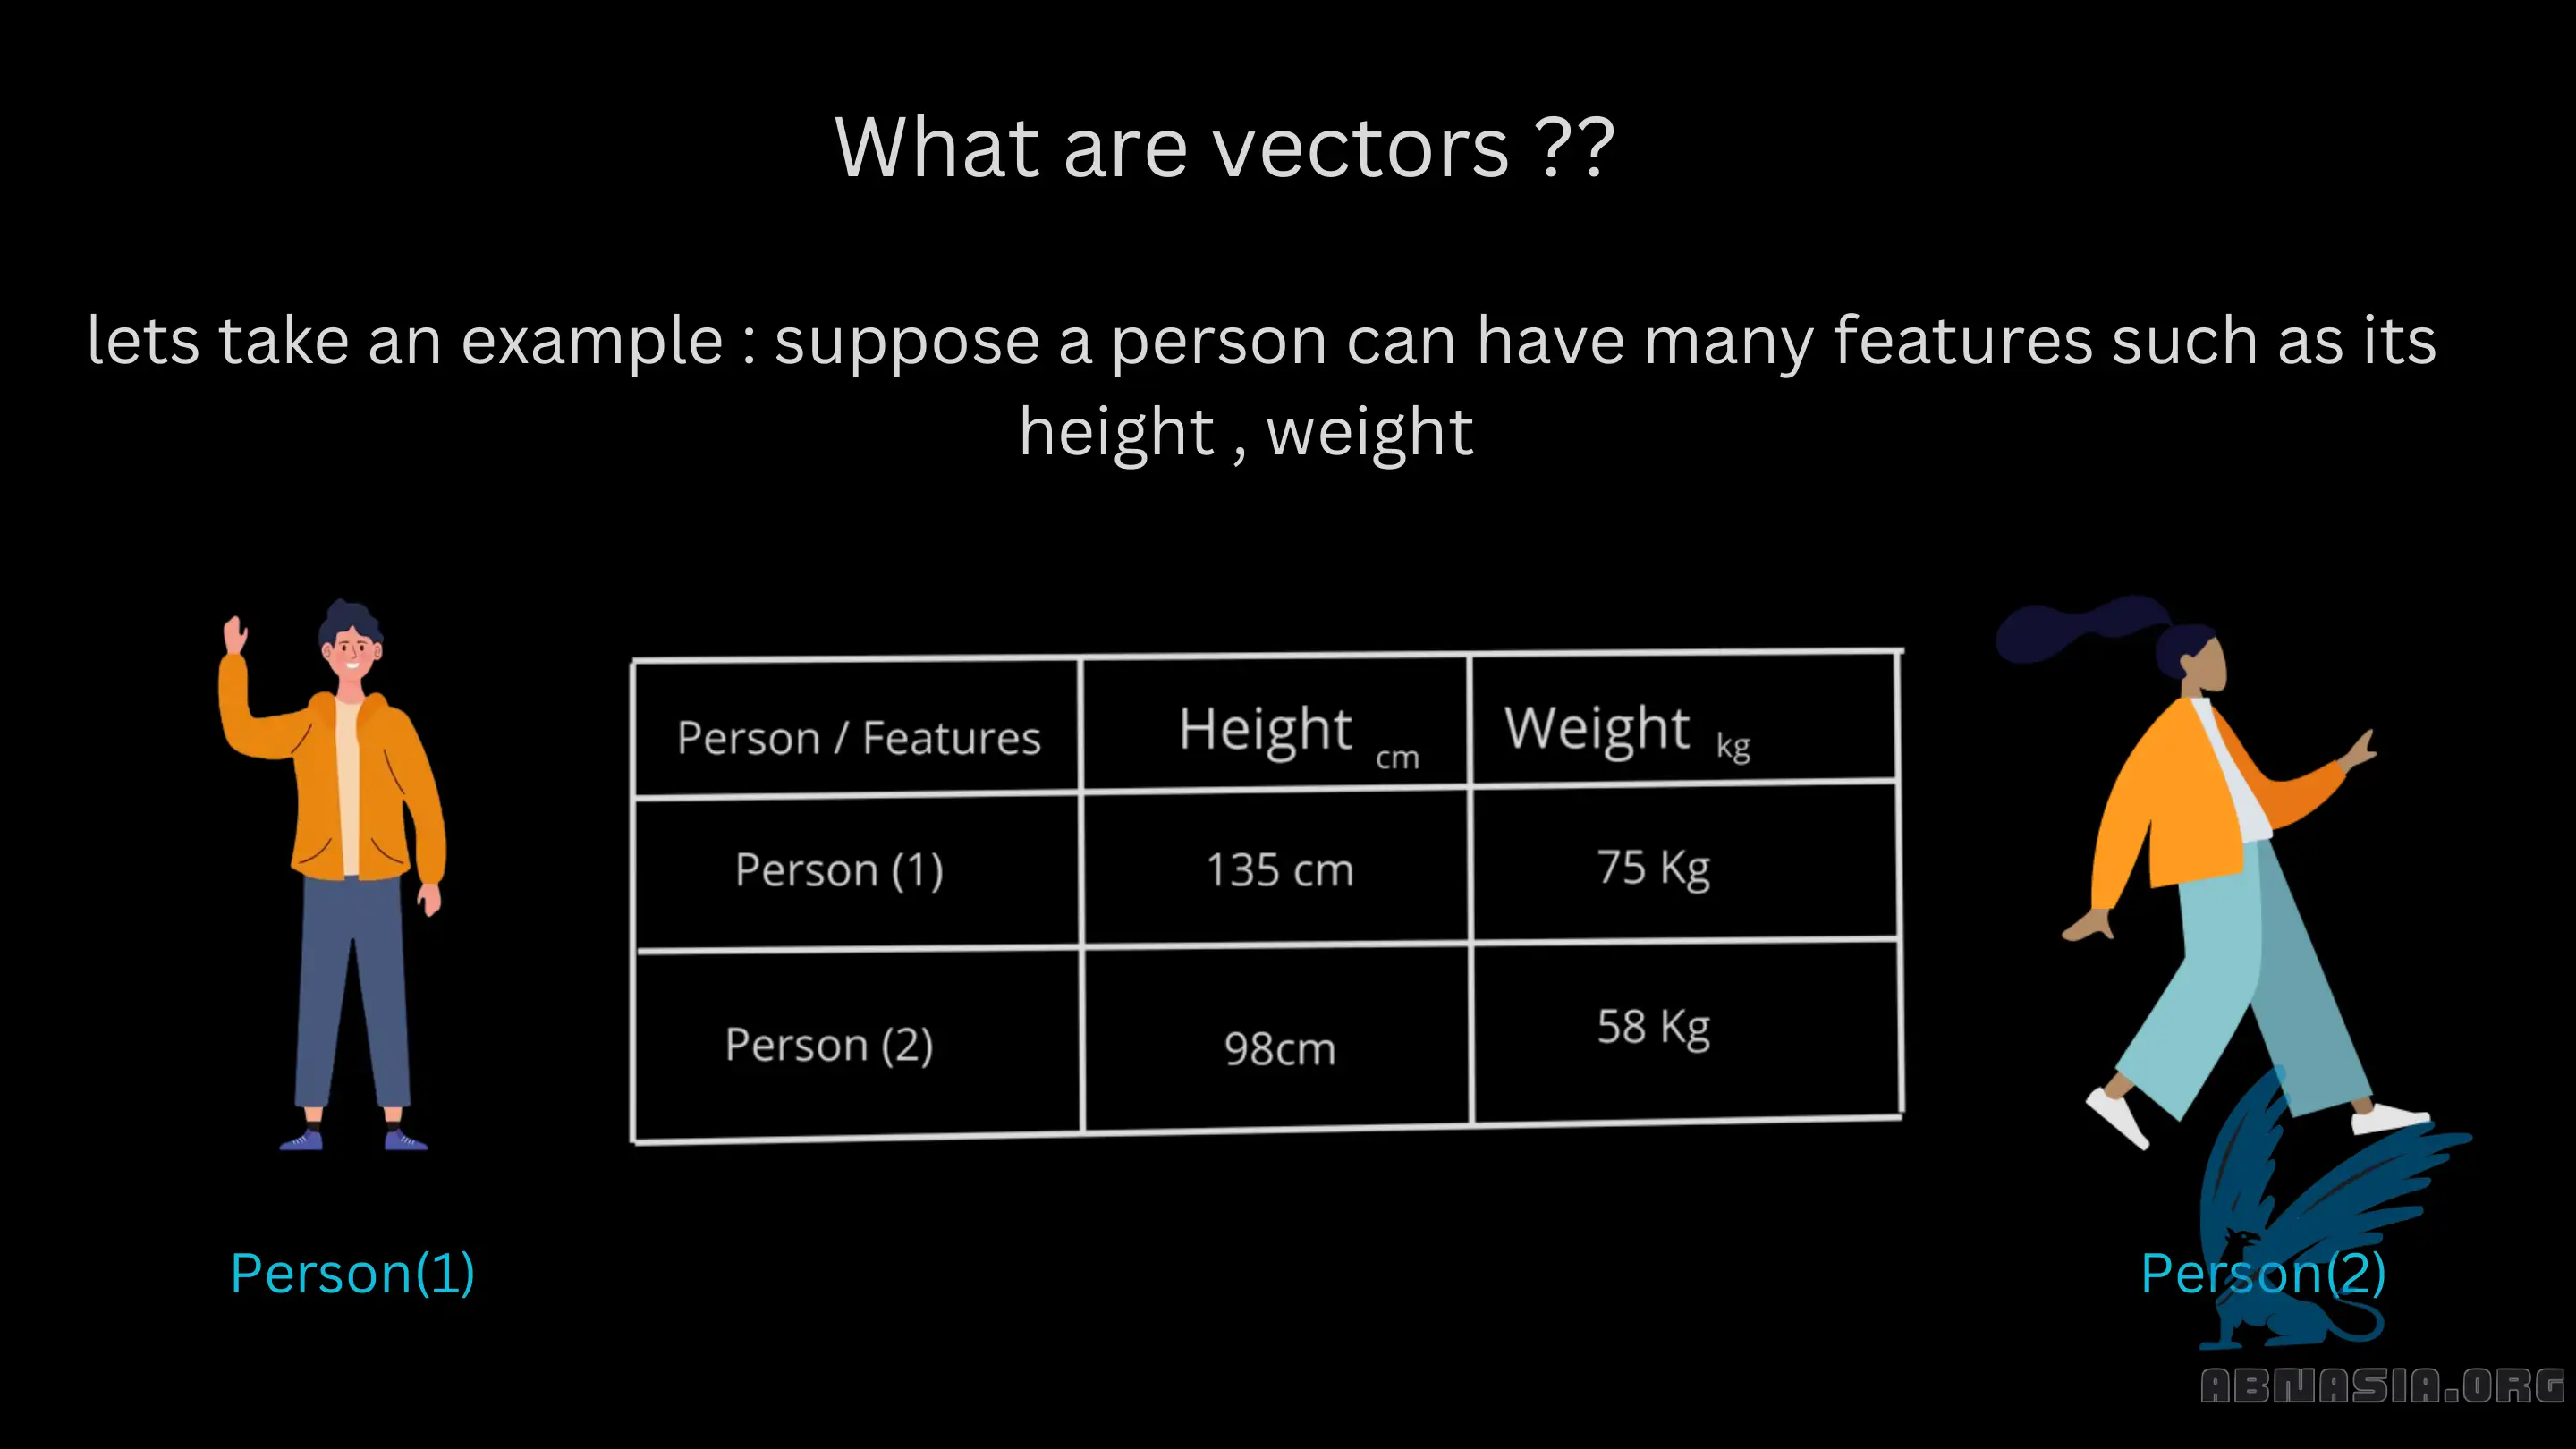 What are vectors ??
lets take an example : suppose a person can have many features such as its
height , weight
Person / Features Height cm Weight kg
Person (1) 135 cm 75 Kg
Person (2) 98cm 58 Kg
Person(1)
Person(2)
ABNASIA.ORG